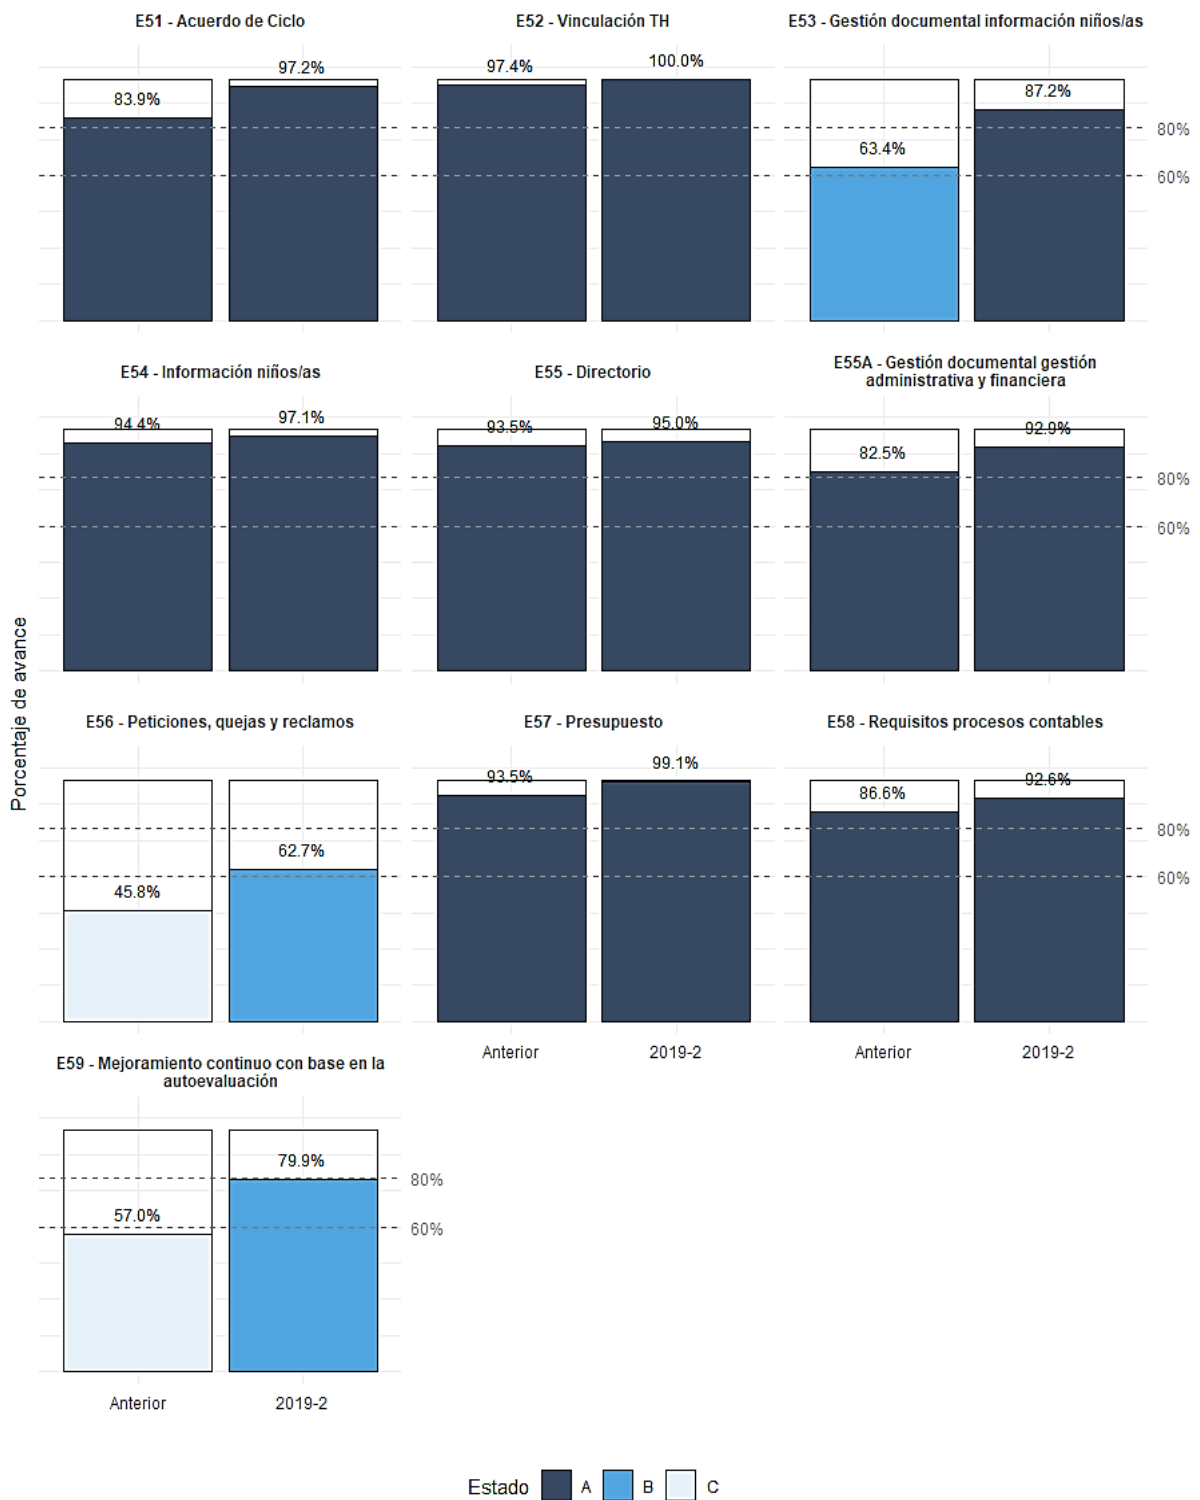 E51 - Acuerdo de Ciclo
E52 - Vinculación TH
E53 - Gestión documental información niños/as
83.9%
97.2%
97.4%
100.0%
63.4%
87.2%
80%
60%
E54 - Información niños/as
E55 - Directorio
E55A - Gestión documental gestión
administrativa y financiera
94.4%
97.1%
93.5%
95.0%
82.5%
92.9%
80%
60%
Porcentaje de avance
E56 - Peticiones, quejas y reclamos
E57 - Presupuesto
E58 - Requisitos procesos contables
45.8%
62.7%
93.5%
99.1%
86.6%
92.6%
80%
60%
Anterior
2019-2
Anterior
2019-2
E59 - Mejoramiento continuo con base en la
autoevaluación
57.0%
79.9%
80%
60%
Anterior
2019-2
Estado A B C